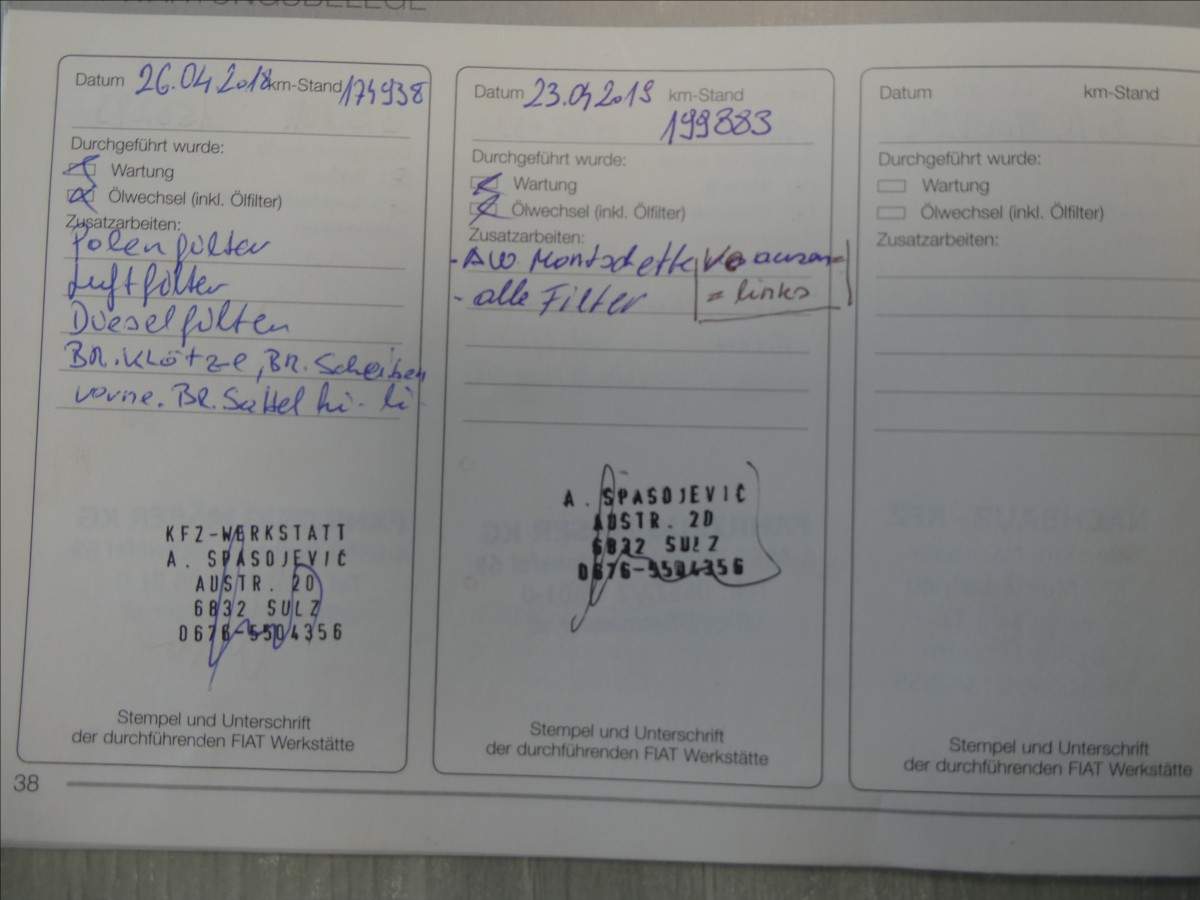 Datum 26.04.2018 km-Stand 174938
Durchgeführt wurde:
Wartung
Ölwechsel (inkl. Ölfilter)
Zusatzarbeiten:
Polenfilter
Luftfilter
Dieselfilter
BR. Klötze, BR. Scheiben
vorne. BR. Sattel hi. li.
KFZ-WERKSTATT
A. SPASOJEVIĆ
AUSTR. 20
6832 SULZ
0676-5504356
Stempel und Unterschrift
der durchführenden FIAT Werkstätte
Datum 23.04.2019 km-Stand
199883
Durchgeführt wurde:
Wartung
Ölwechsel (inkl. Ölfilter)
Zusatzarbeiten:
- AW Montschette
- alle Filter
= links
A. SPASOJEVIĆ
AUSTR. 20
6832 SULZ
0676-5504356
Stempel und Unterschrift
der durchführenden FIAT Werkstätte
Datum km-Stand
Durchgeführt wurde:
Wartung
Ölwechsel (inkl. Ölfilter)
Zusatzarbeiten:
Stempel und Unterschrift
der durchführenden FIAT Werkstätte
38